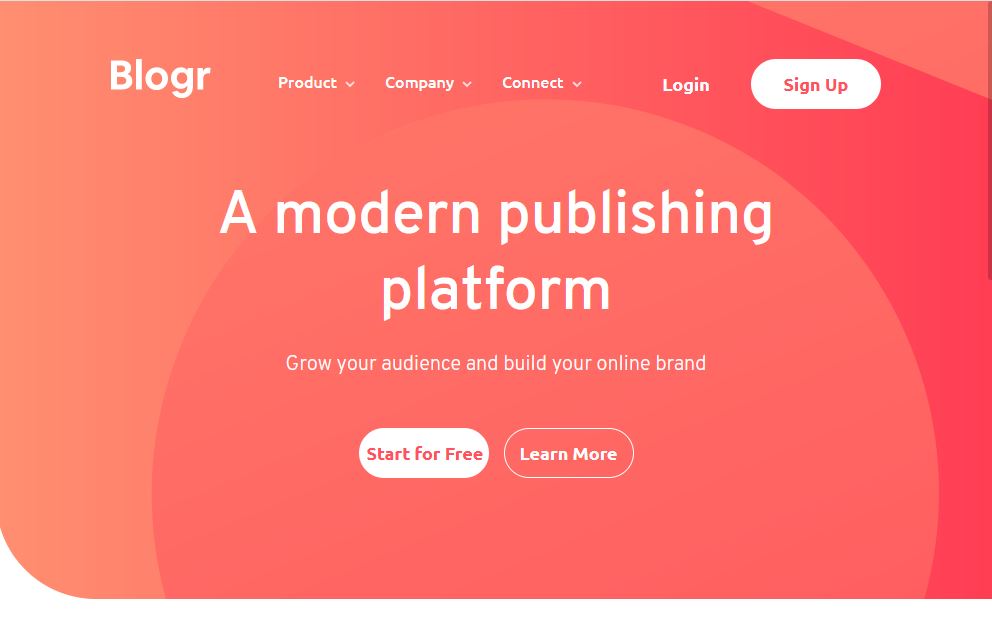 Blogr
Product Company Connect Login Sign Up
A modern publishing
platform
Grow your audience and build your online brand
Start for Free Learn More